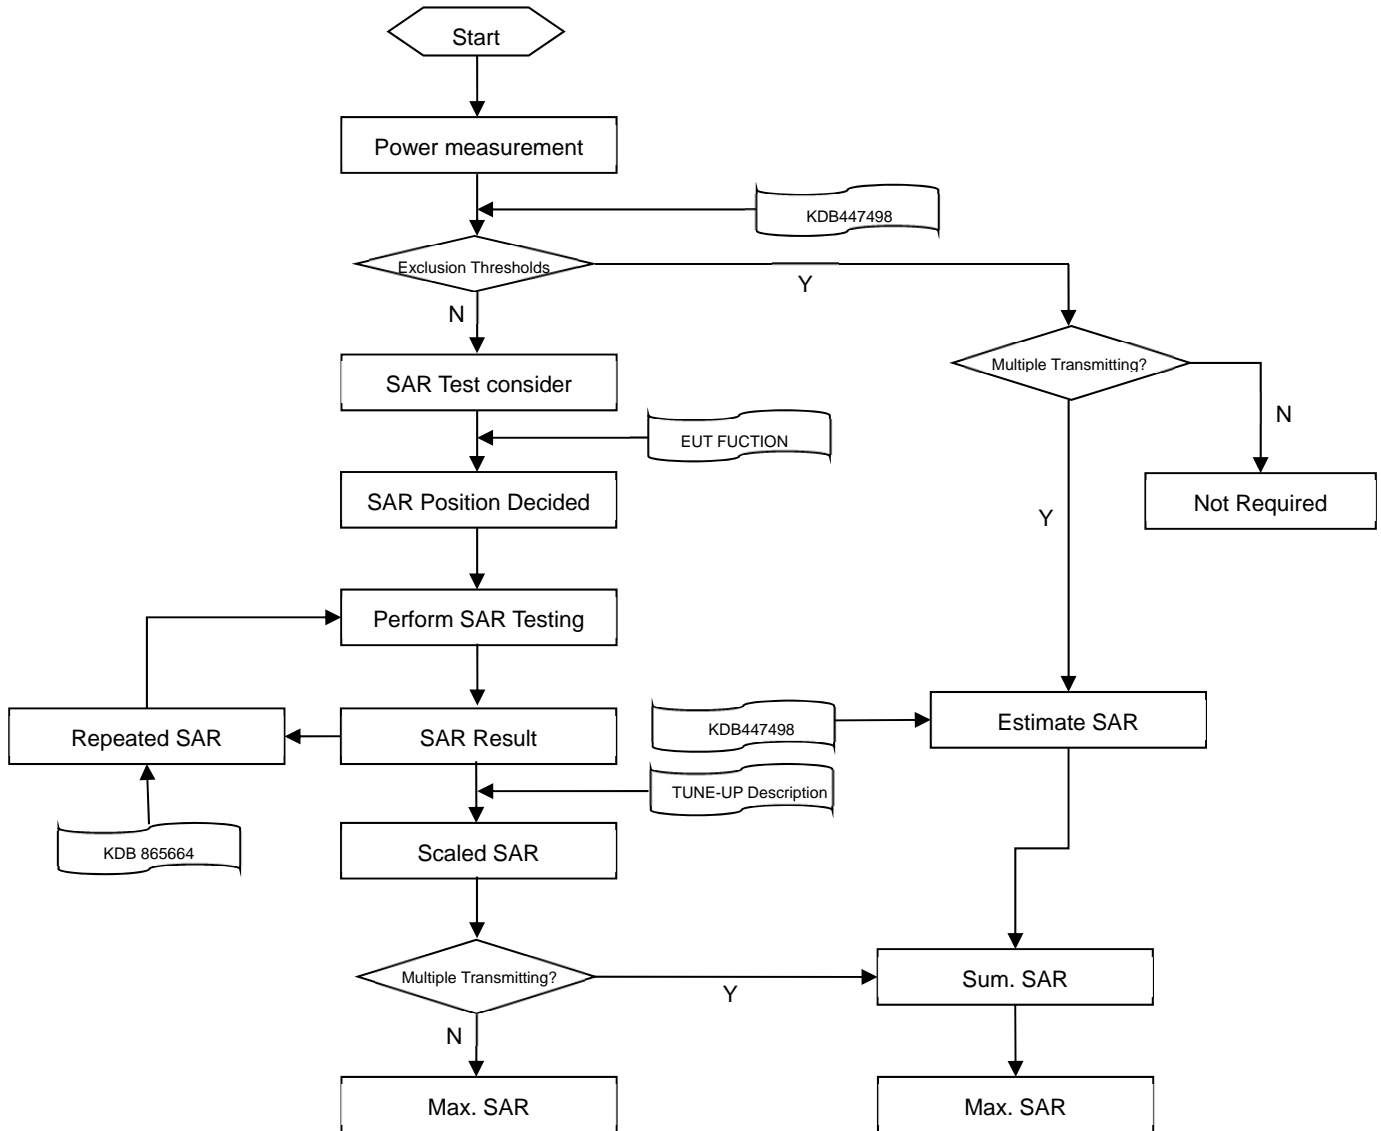 Start
Power measurement
KDB447498
Exclusion Thresholds
Y
N
Multiple Transmitting?
SAR Test consider
N
EUT FUCTION
SAR Position Decided
Not Required
Y
Perform SAR Testing
Repeated SAR
SAR Result
KDB447498
Estimate SAR
TUNE-UP Description
KDB 865664
Scaled SAR
Multiple Transmitting?
Y
Sum. SAR
N
Max. SAR
Max. SAR